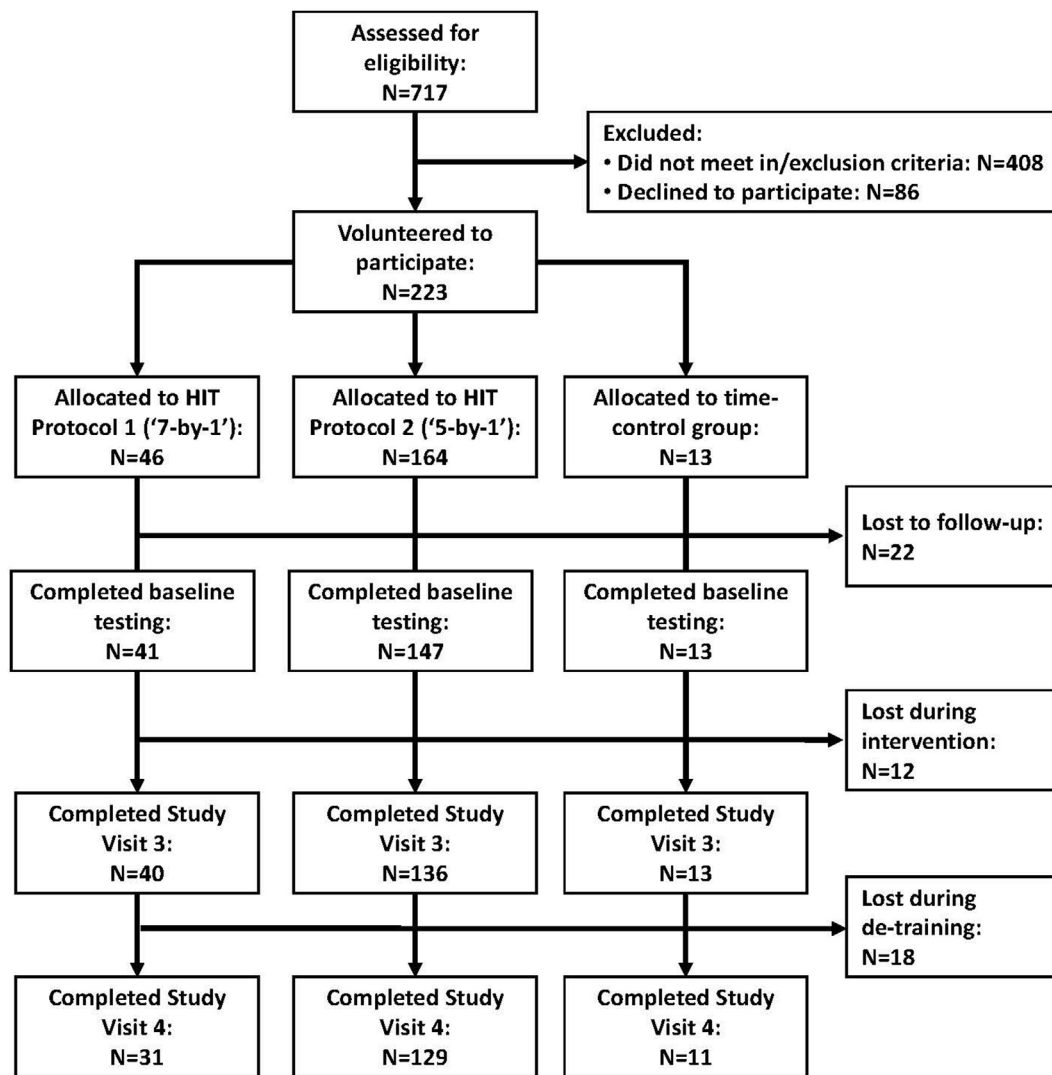 Assessed for
eligibility:
N=717
Excluded:
• Did not meet in/exclusion criteria: N=408
• Declined to participate: N=86
Volunteered to
participate:
N=223
Allocated to HIT
Protocol 1 (‘7-by-1’):
N=46
Allocated to HIT
Protocol 2 (‘5-by-1’):
N=164
Allocated to time-
control group:
N=13
Lost to follow-up:
N=22
Completed baseline
testing:
N=41
Completed baseline
testing:
N=147
Completed baseline
testing:
N=13
Lost during
intervention:
N=12
Completed Study
Visit 3:
N=40
Completed Study
Visit 3:
N=136
Completed Study
Visit 3:
N=13
Lost during
de-training:
N=18
Completed Study
Visit 4:
N=31
Completed Study
Visit 4:
N=129
Completed Study
Visit 4:
N=11